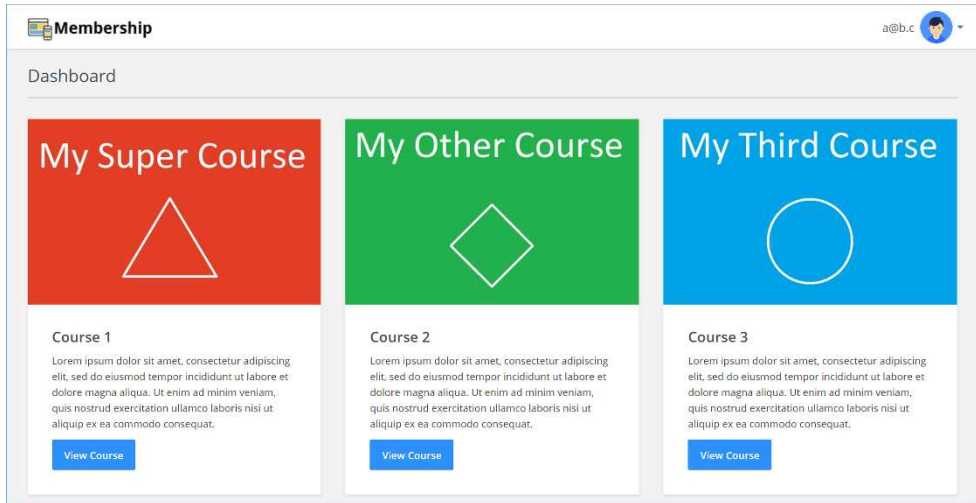 Membership
a@b.c
Dashboard
My Super Course
My Other Course
My Third Course
Course 1
Lorem ipsum dolor sit amet, consectetur adipiscing
elit, sed do eiusmod tempor incididunt ut labore et
dolore magna aliqua. Ut enim ad minim veniam,
quis nostrud exercitation ullamco laboris nisi ut
aliquip ex ea commodo consequat.
View Course
Course 2
Lorem ipsum dolor sit amet, consectetur adipiscing
elit, sed do eiusmod tempor incididunt ut labore et
dolore magna aliqua. Ut enim ad minim veniam,
quis nostrud exercitation ullamco laboris nisi ut
aliquip ex ea commodo consequat.
View Course
Course 3
Lorem ipsum dolor sit amet, consectetur adipiscing
elit, sed do eiusmod tempor incididunt ut labore et
dolore magna aliqua. Ut enim ad minim veniam,
quis nostrud exercitation ullamco laboris nisi ut
aliquip ex ea commodo consequat.
View Course